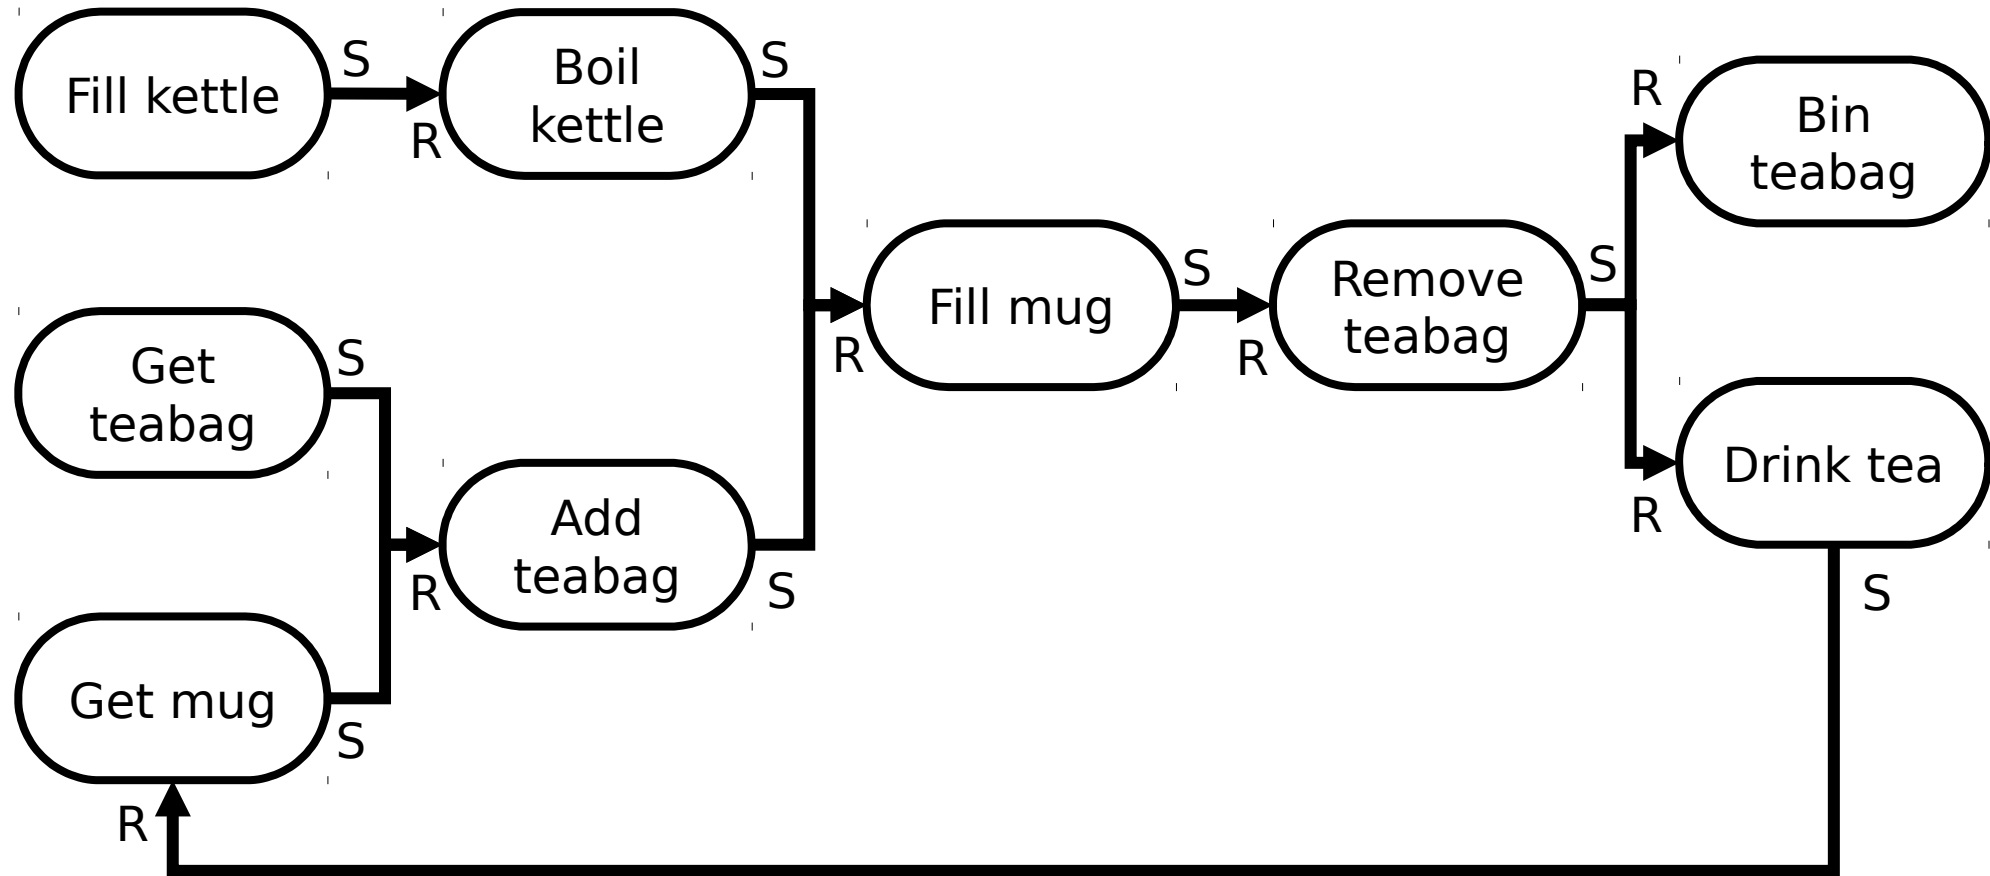 Fill kettle
S
R
Boil
kettle
S
Get
teabag
S
Get mug
S
R
R
Add
teabag
S
R
Fill mug
S
R
Remove
teabag
S
R
Bin
teabag
R
Drink tea
S